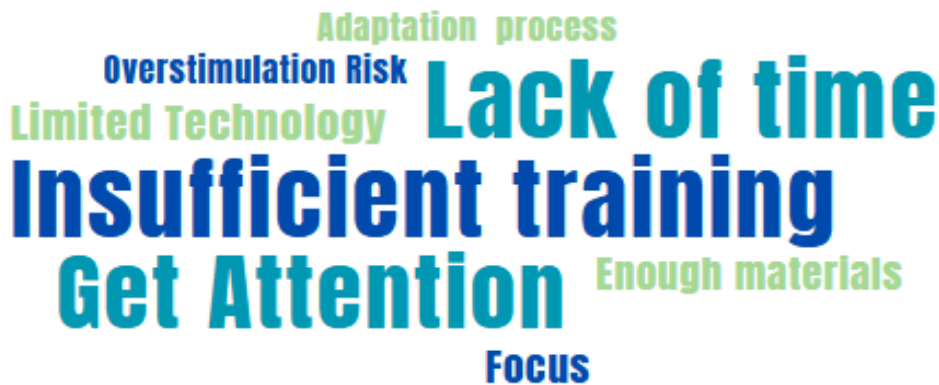 Adaptation process
Overstimulation Risk
Lack of time
Limited Technology
Insufficient training
Get Attention
Enough materials
Focus